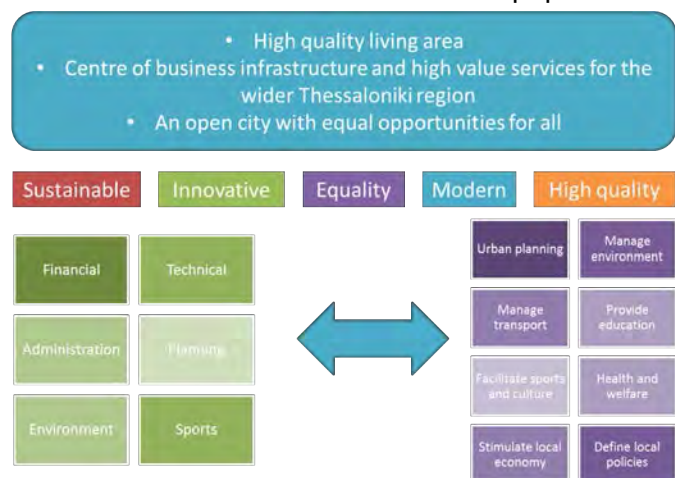 • High quality living area
• Centre of business infrastructure and high value services for the
wider Thessaloniki region
• An open city with equal opportunities for all
Sustainable
Innovative
Equality
Modern
High quality
Financial
Technical
Administration
Planning
Environment
Sports
Urban planning
Manage
environment
Manage
transport
Provide
education
Facilitate sports
and culture
Health and
welfare
Stimulate local
economy
Define local
policies